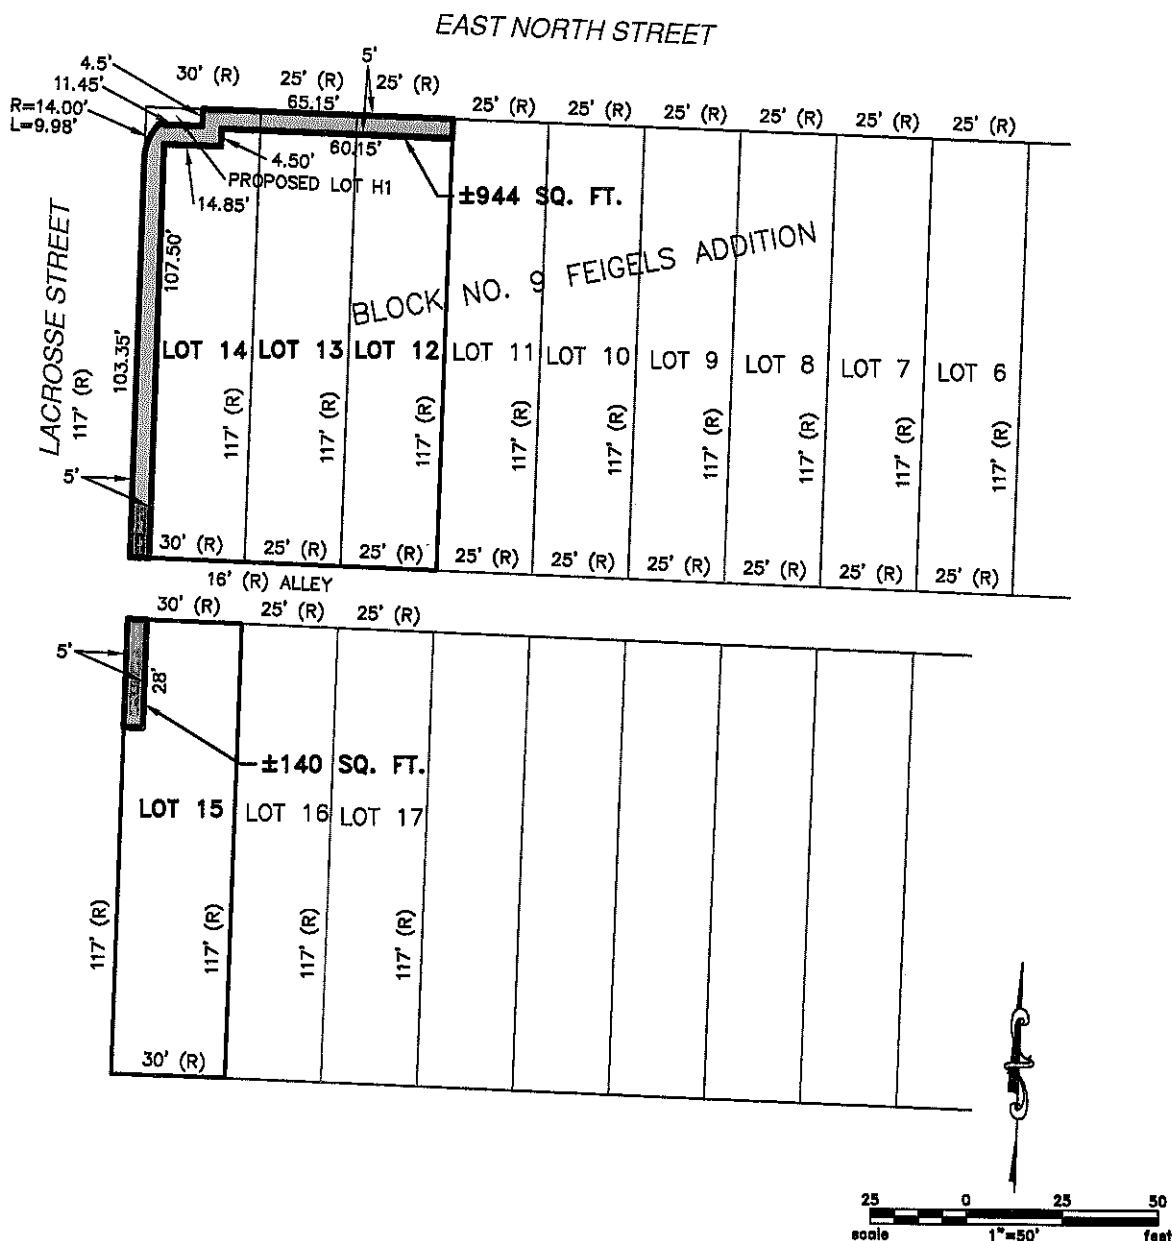 EAST NORTH STREET
4.5'
30' (R)
25' (R)
5'
25' (R)
11.45'
65.15'
R=14.00'
L=9.98'
25' (R)
25' (R)
25' (R)
25' (R)
25' (R)
25' (R)
4.50'
60.15'
PROPOSED LOT H1
14.85'
±944 SQ. FT.
BLOCK NO. 9 FEIGELS ADDITION
LACROSSE STREET
117' (R)
103.35'
107.50'
LOT 14
LOT 13
LOT 12
LOT 11
LOT 10
LOT 9
LOT 8
LOT 7
LOT 6
117' (R)
117' (R)
117' (R)
117' (R)
117' (R)
117' (R)
117' (R)
117' (R)
117' (R)
5'
30' (R)
25' (R)
25' (R)
25' (R)
25' (R)
25' (R)
25' (R)
25' (R)
25' (R)
16' (R) ALLEY
30' (R)
25' (R)
25' (R)
5'
28'
±140 SQ. FT.
LOT 15
LOT 16
LOT 17
117' (R)
117' (R)
117' (R)
117' (R)
30' (R)
25
0
25
50
scale
1"=50'
feet